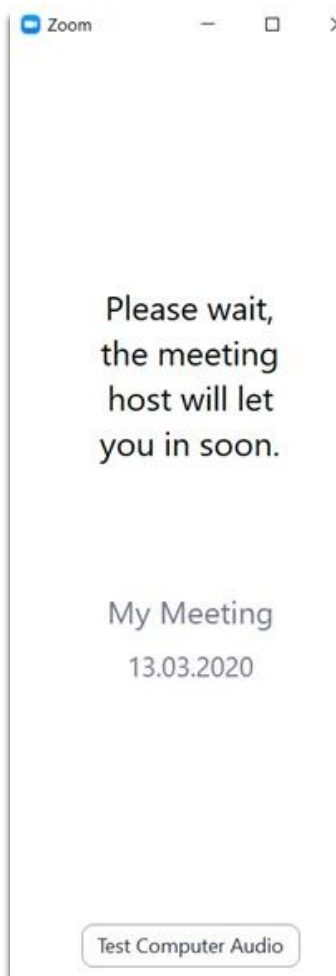 Zoom
Please wait,
the meeting
host will let
you in soon.
My Meeting
13.03.2020
Test Computer Audio